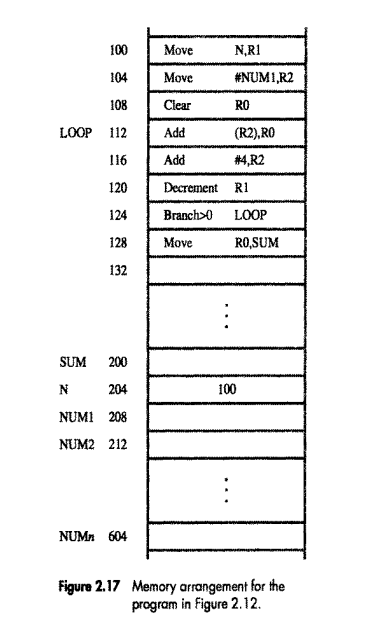 100 Move N,R1
104 Move #NUM1,R2
108 Clear R0
LOOP 112 Add (R2),R0
116 Add #4,R2
120 Decrement R1
124 Branch>0 LOOP
128 Move R0,SUM
132
SUM 200
N 204 100
NUM1 208
NUM2 212
NUMn 604
Figure 2.17 Memory arrangement for the
program in Figure 2.12.